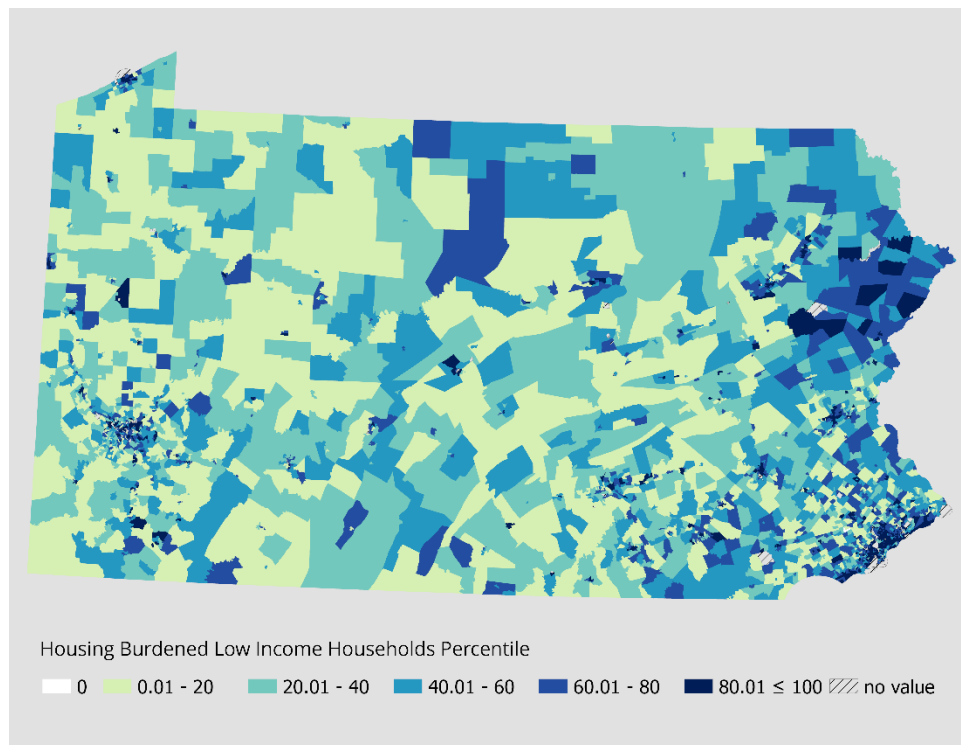 Housing Burdened Low Income Households Percentile
0 0.01 - 20 20.01 - 40 40.01 - 60 60.01 - 80 80.01 ≤ 100 no value